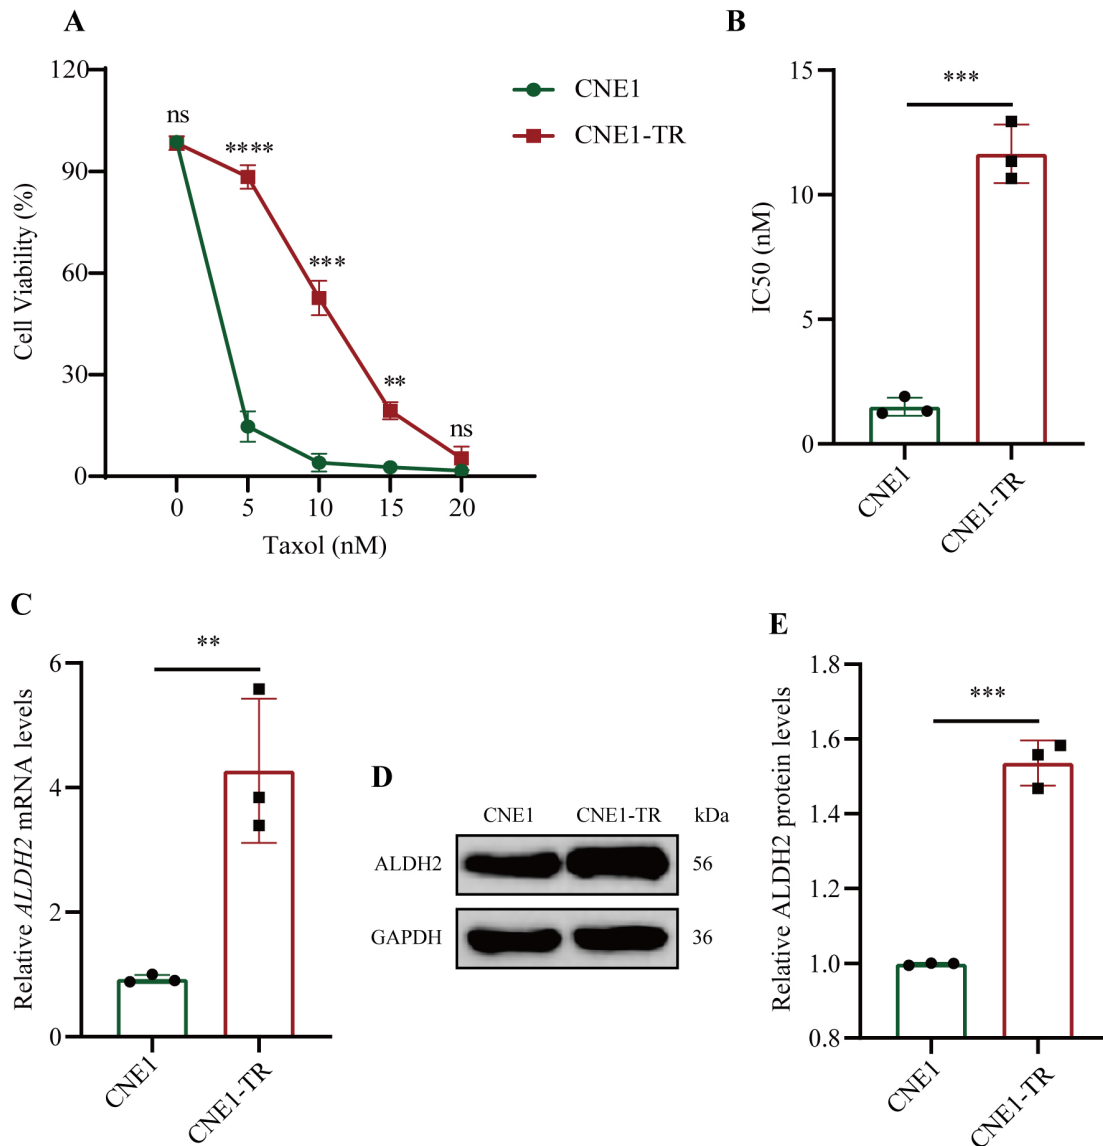 A
120
90
60
30
0
Cell Viability (%)
ns
****
***
**
ns
0 5 10 15 20
Taxol (nM)
CNE1
CNE1-TR
B
15
10
5
0
IC50 (nM)
***
CNE1
CNE1-TR
C
6
4
2
0
Relative ALDH2 mRNA levels
**
CNE1
CNE1-TR
D
CNE1 CNE1-TR kDa
ALDH2 56
GAPDH 36
E
1.8
1.6
1.4
1.2
1.0
0.8
Relative ALDH2 protein levels
***
CNE1
CNE1-TR